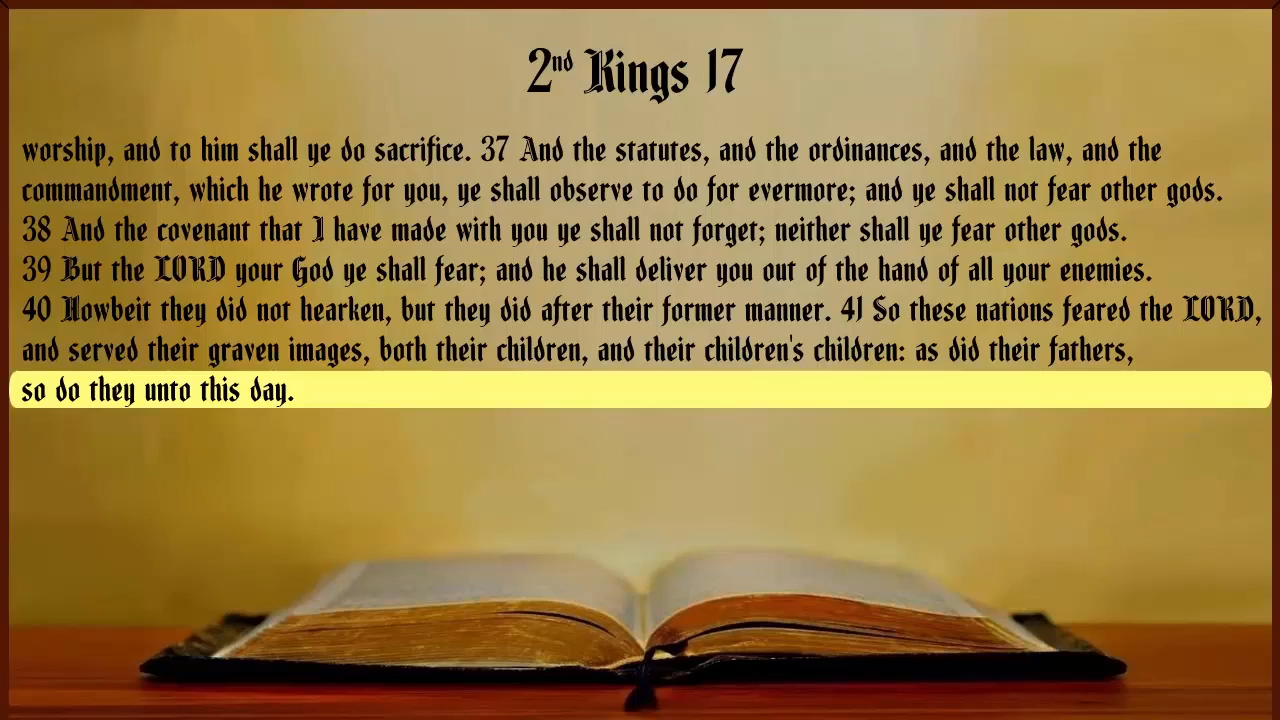 2nd Kings 17
worship, and to him shall ye do sacrifice. 37 And the statutes, and the ordinances, and the law, and the
commandment, which he wrote for you, ye shall observe to do for evermore; and ye shall not fear other gods.
38 And the covenant that I have made with you ye shall not forget; neither shall ye fear other gods.
39 But the LORD your God ye shall fear; and he shall deliver you out of the hand of all your enemies.
40 Howbeit they did not hearken, but they did after their former manner. 41 So these nations feared the LORD,
and served their graven images, both their children, and their children's children: as did their fathers,
so do they unto this day.